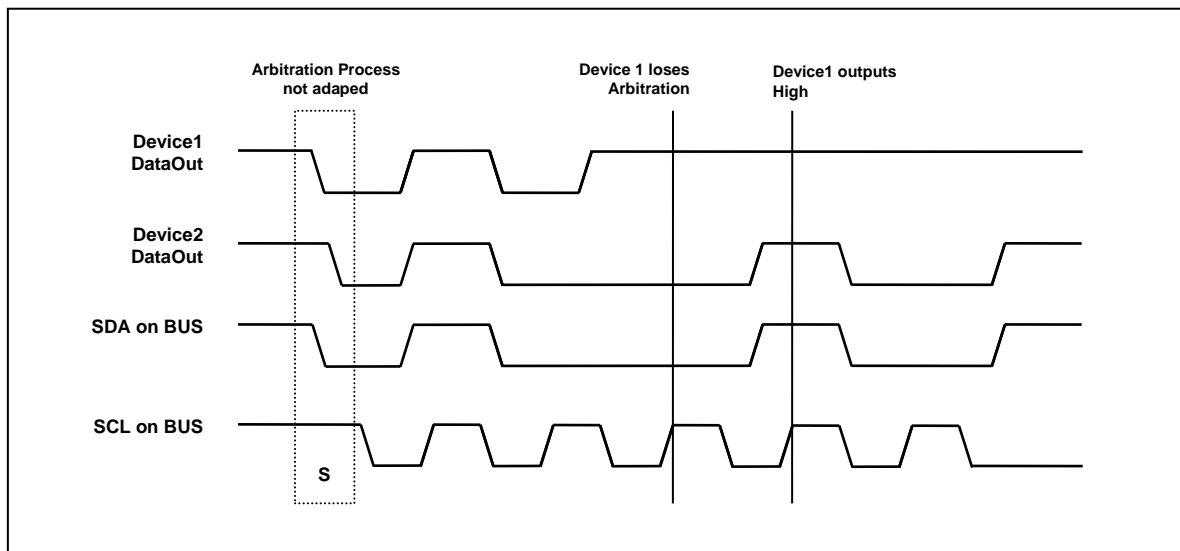 Arbitration Process
not adaped
Device 1 loses
Arbitration
Device1 outputs
High
Device1
DataOut
Device2
DataOut
SDA on BUS
SCL on BUS
S